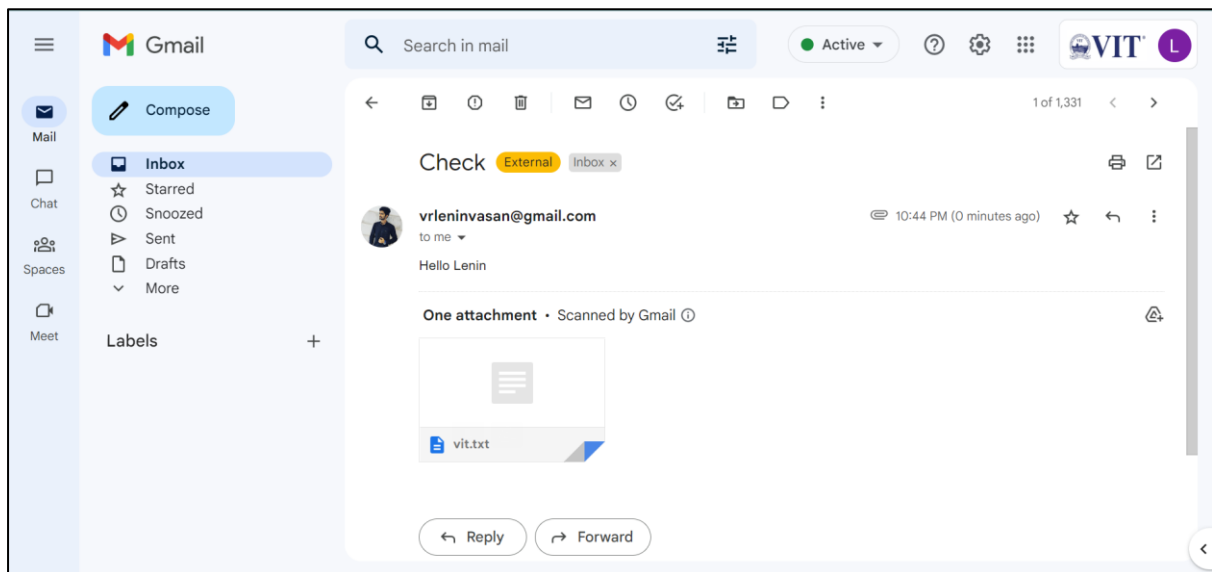 Gmail
Search in mail
Active
VIT
L
Mail
Chat
Spaces
Meet
Compose
Inbox
Starred
Snoozed
Sent
Drafts
More
Labels
1 of 1,331
Check External Inbox x
vrleninvasan@gmail.com 10:44 PM (0 minutes ago)
to me
Hello Lenin
One attachment • Scanned by Gmail
vit.txt
Reply Forward